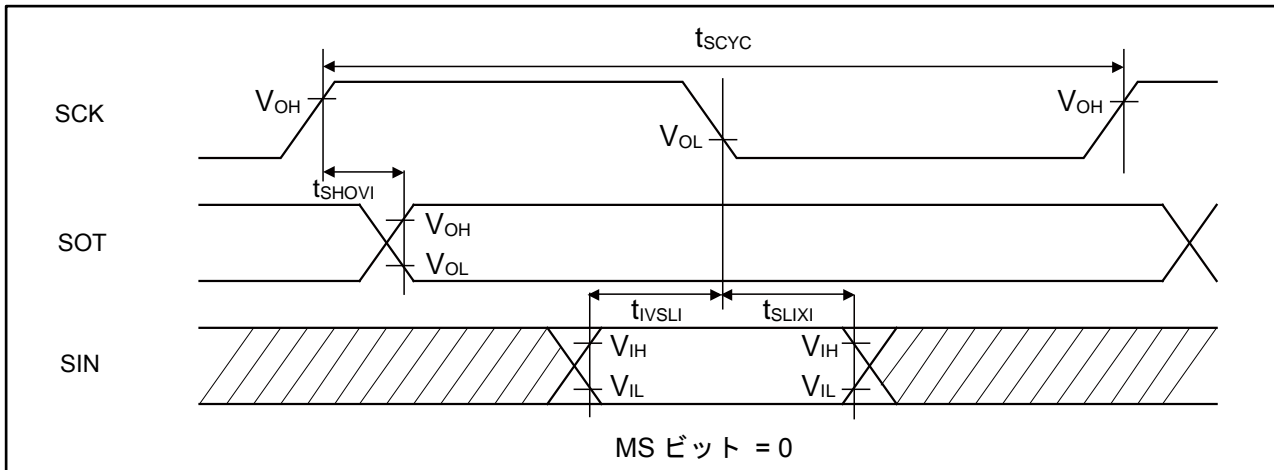 tSCYC
SCK
VOH
VOH
VOL
tSHOVI
SOT
VOH
VOL
tIVSLI
tSLIXI
SIN
VIH
VIH
VIL
VIL
MS ビット = 0